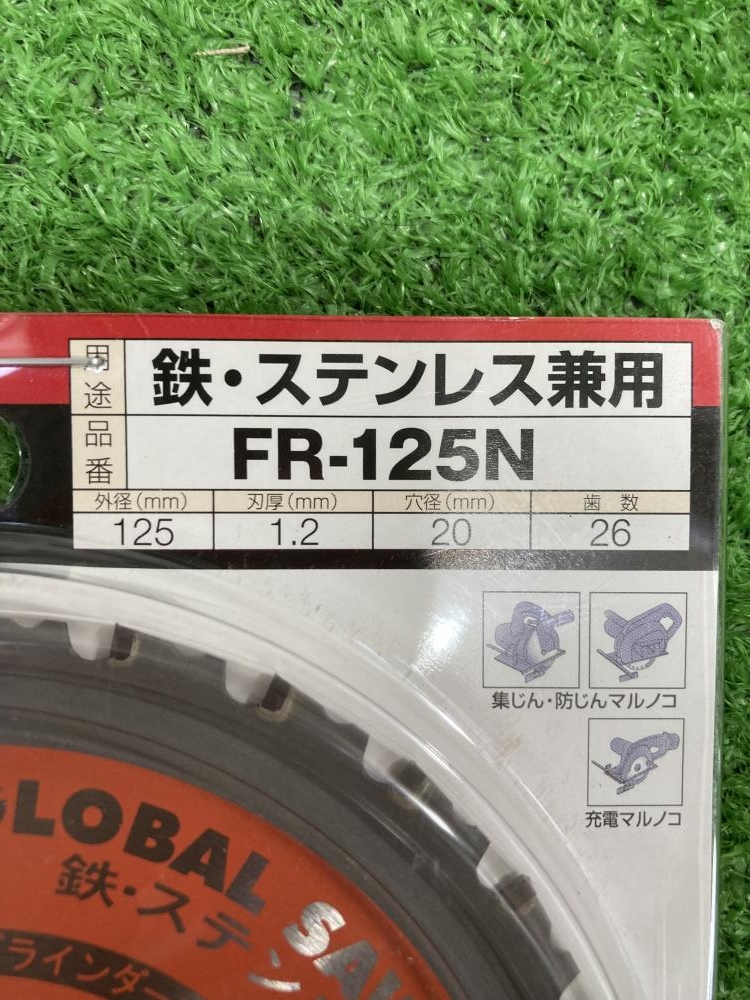 用途 鉄・ステンレス兼用
品番 FR-125N
外径(mm) 刃厚(mm) 穴径(mm) 歯数
125 1.2 20 26
集じん・防じんマルノコ
充電マルノコ
GLOBAL SAW
鉄・ステン
ラインダー